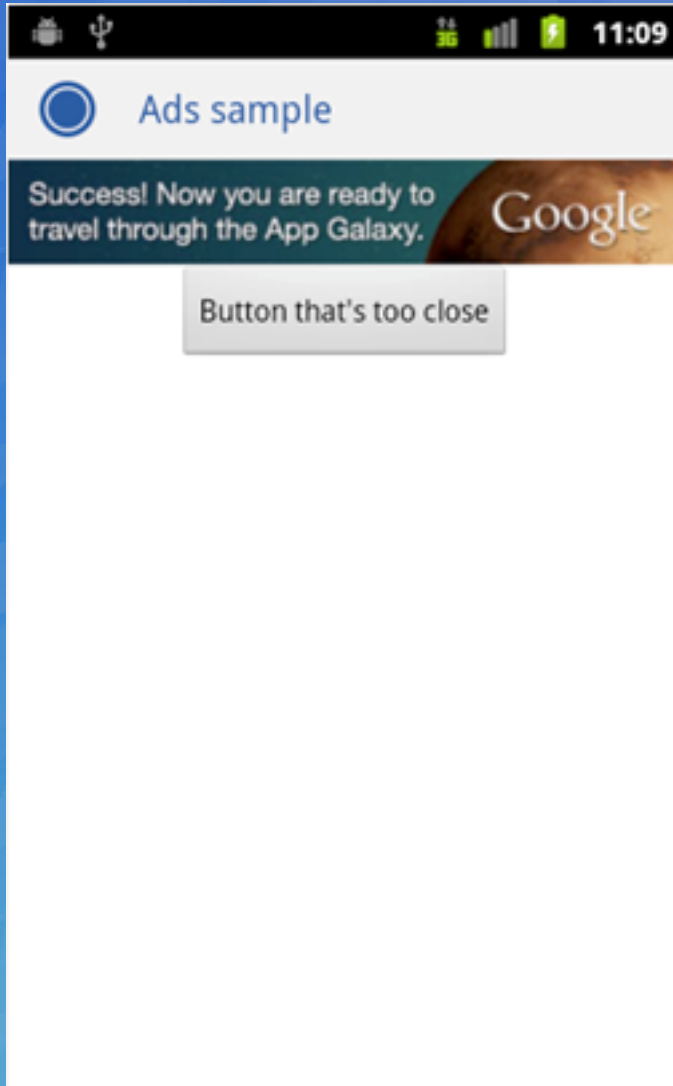 3G 11:09
Ads sample
Success! Now you are ready to
travel through the App Galaxy.
Google
Button that's too close